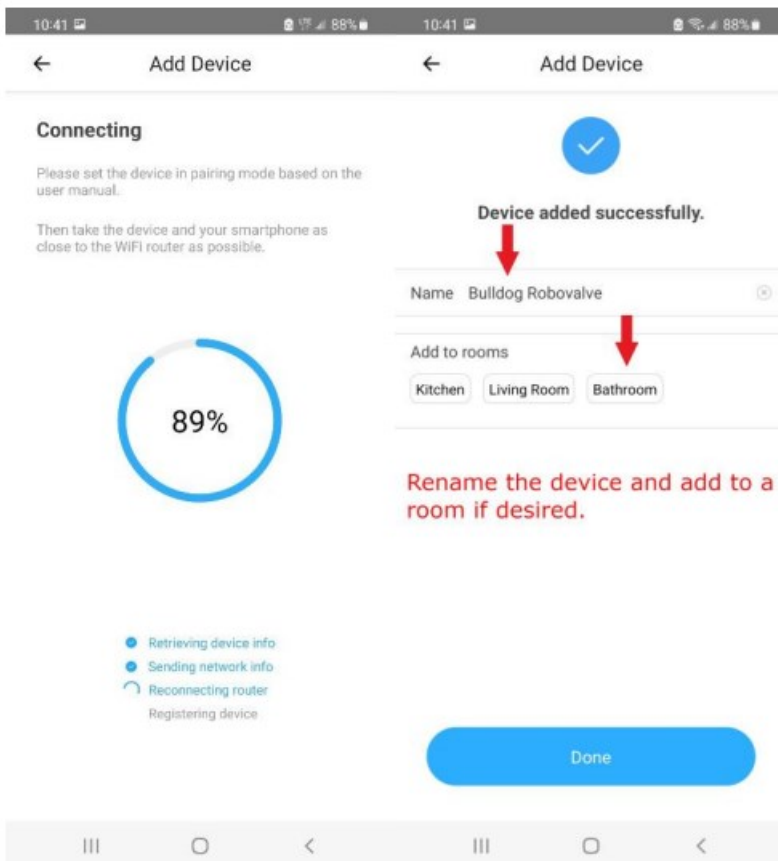 10:41 88%
Add Device
Connecting
Please set the device in pairing mode based on the
user manual.
Then take the device and your smartphone as
close to the WiFi router as possible.
89%
Retrieving device info
Sending network info
Reconnecting router
Registering device
10:41 88%
Add Device
Device added successfully.
Name Bulldog Robovalve
Add to rooms
Kitchen Living Room Bathroom
Rename the device and add to a
room if desired.
Done